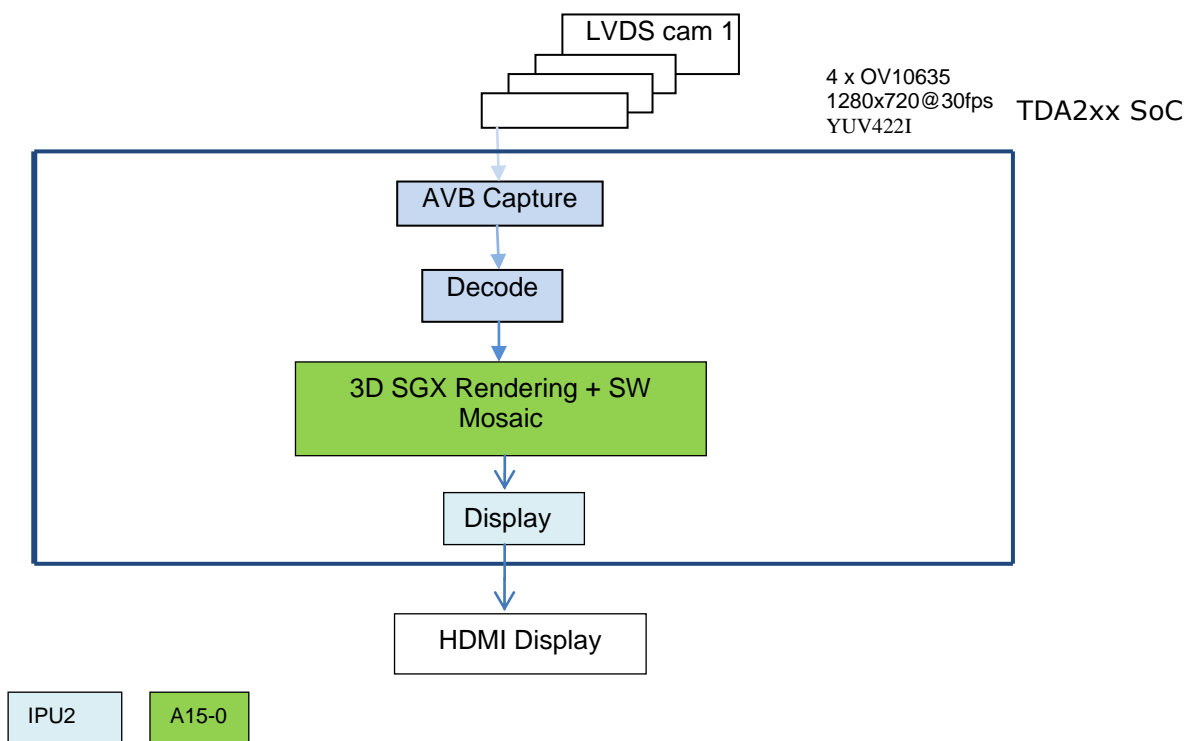 LVDS cam 1
4 x OV10635
1280x720@30fps
YUV422I
TDA2xx SoC
AVB Capture
Decode
3D SGX Rendering + SW
Mosaic
Display
HDMI Display
IPU2
A15-0